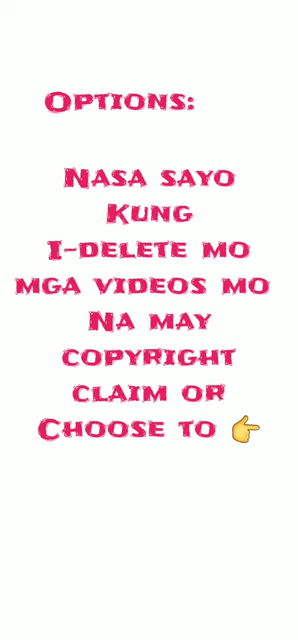 Options:
Nasa sayo
Kung
I-delete mo
mga videos mo
Na may
copyright
claim or
Choose to 👉